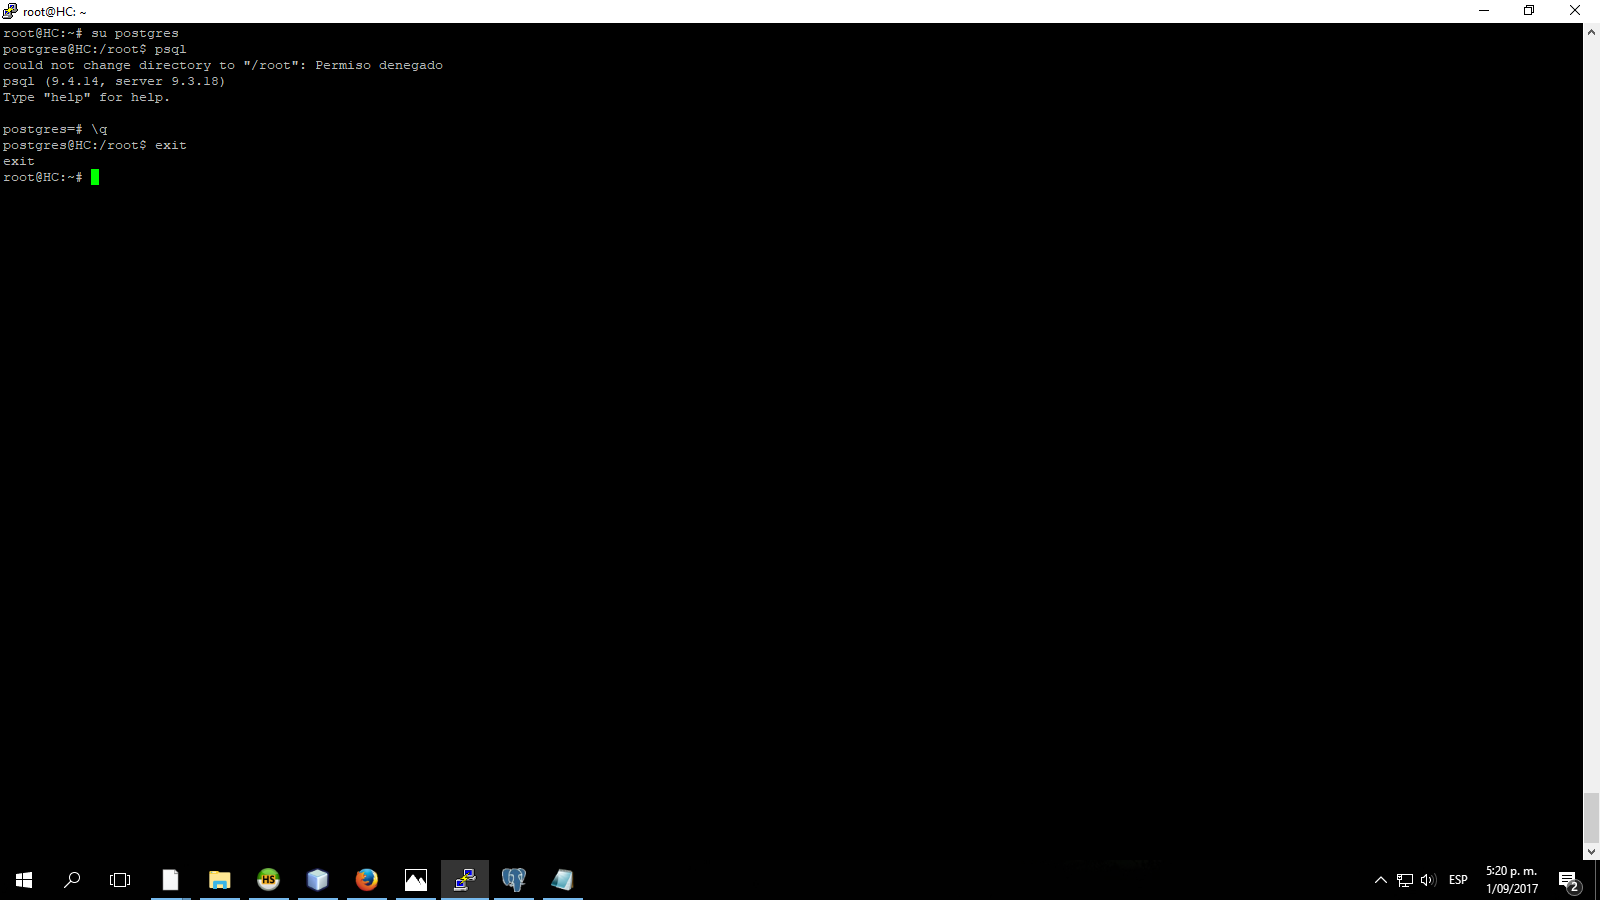 root@HC: ~
root@HC:~# su postgres
postgres@HC:/root$ psql
could not change directory to "/root": Permiso denegado
psql (9.4.14, server 9.3.18)
Type "help" for help.
postgres=# \q
postgres@HC:/root$ exit
exit
root@HC:~#
HS
ESP
5:20 p. m.
1/09/2017
2